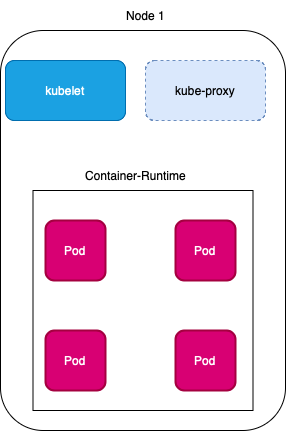 Node 1
kubelet
kube-proxy
Container-Runtime
Pod
Pod
Pod
Pod